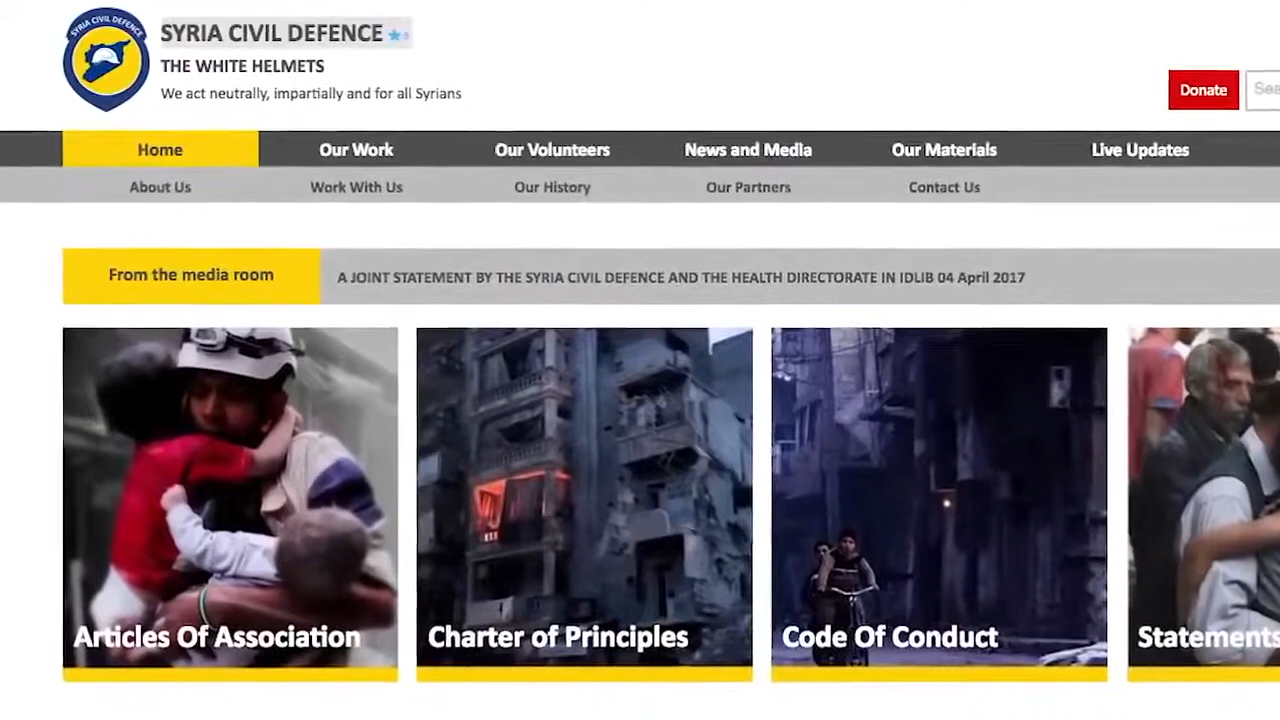 SYRIA CIVIL DEFENCE
SYRIA CIVIL DEFENCE
THE WHITE HELMETS
We act neutrally, impartially and for all Syrians
Donate
Home Our Work Our Volunteers News and Media Our Materials Live Updates
About Us Work With Us Our History Our Partners Contact Us
From the media room
A JOINT STATEMENT BY THE SYRIA CIVIL DEFENCE AND THE HEALTH DIRECTORATE IN IDLIB 04 April 2017
Articles Of Association
Charter of Principles
Code Of Conduct
Statements